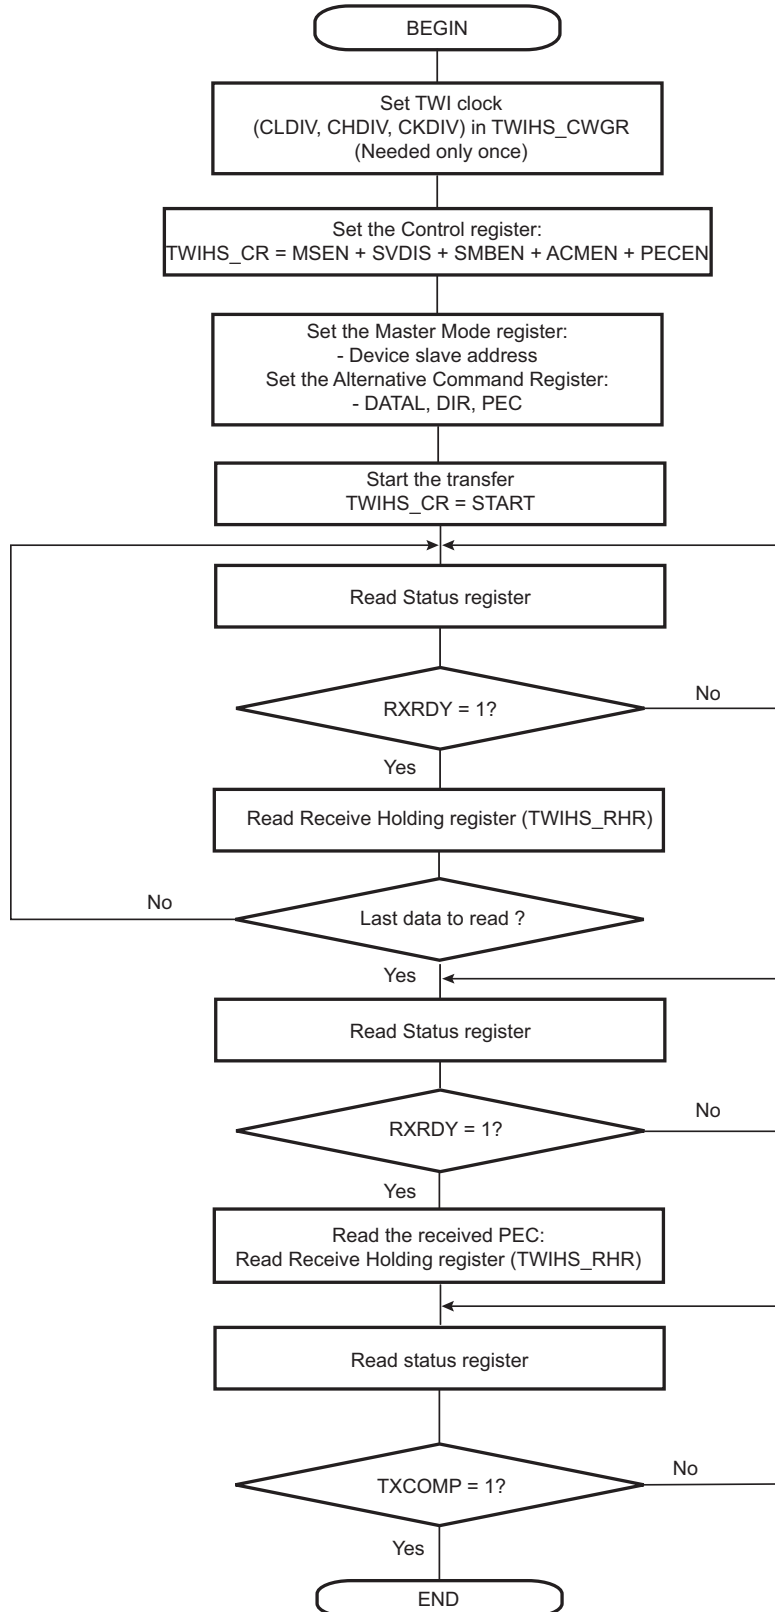 BEGIN
Set TWI clock
(CLDIV, CHDIV, CKDIV) in TWIHS_CWGR
(Needed only once)
Set the Control register:
TWIHS_CR = MSEN + SVDIS + SMBEN + ACMEN + PECEN
Set the Master Mode register:
- Device slave address
Set the Alternative Command Register:
- DATAL, DIR, PEC
Start the transfer
TWIHS_CR = START
Read Status register
RXRDY = 1?
No
Yes
Read Receive Holding register (TWIHS_RHR)
No
Last data to read ?
Yes
Read Status register
RXRDY = 1?
No
Yes
Read the received PEC:
Read Receive Holding register (TWIHS_RHR)
Read status register
TXCOMP = 1?
No
Yes
END